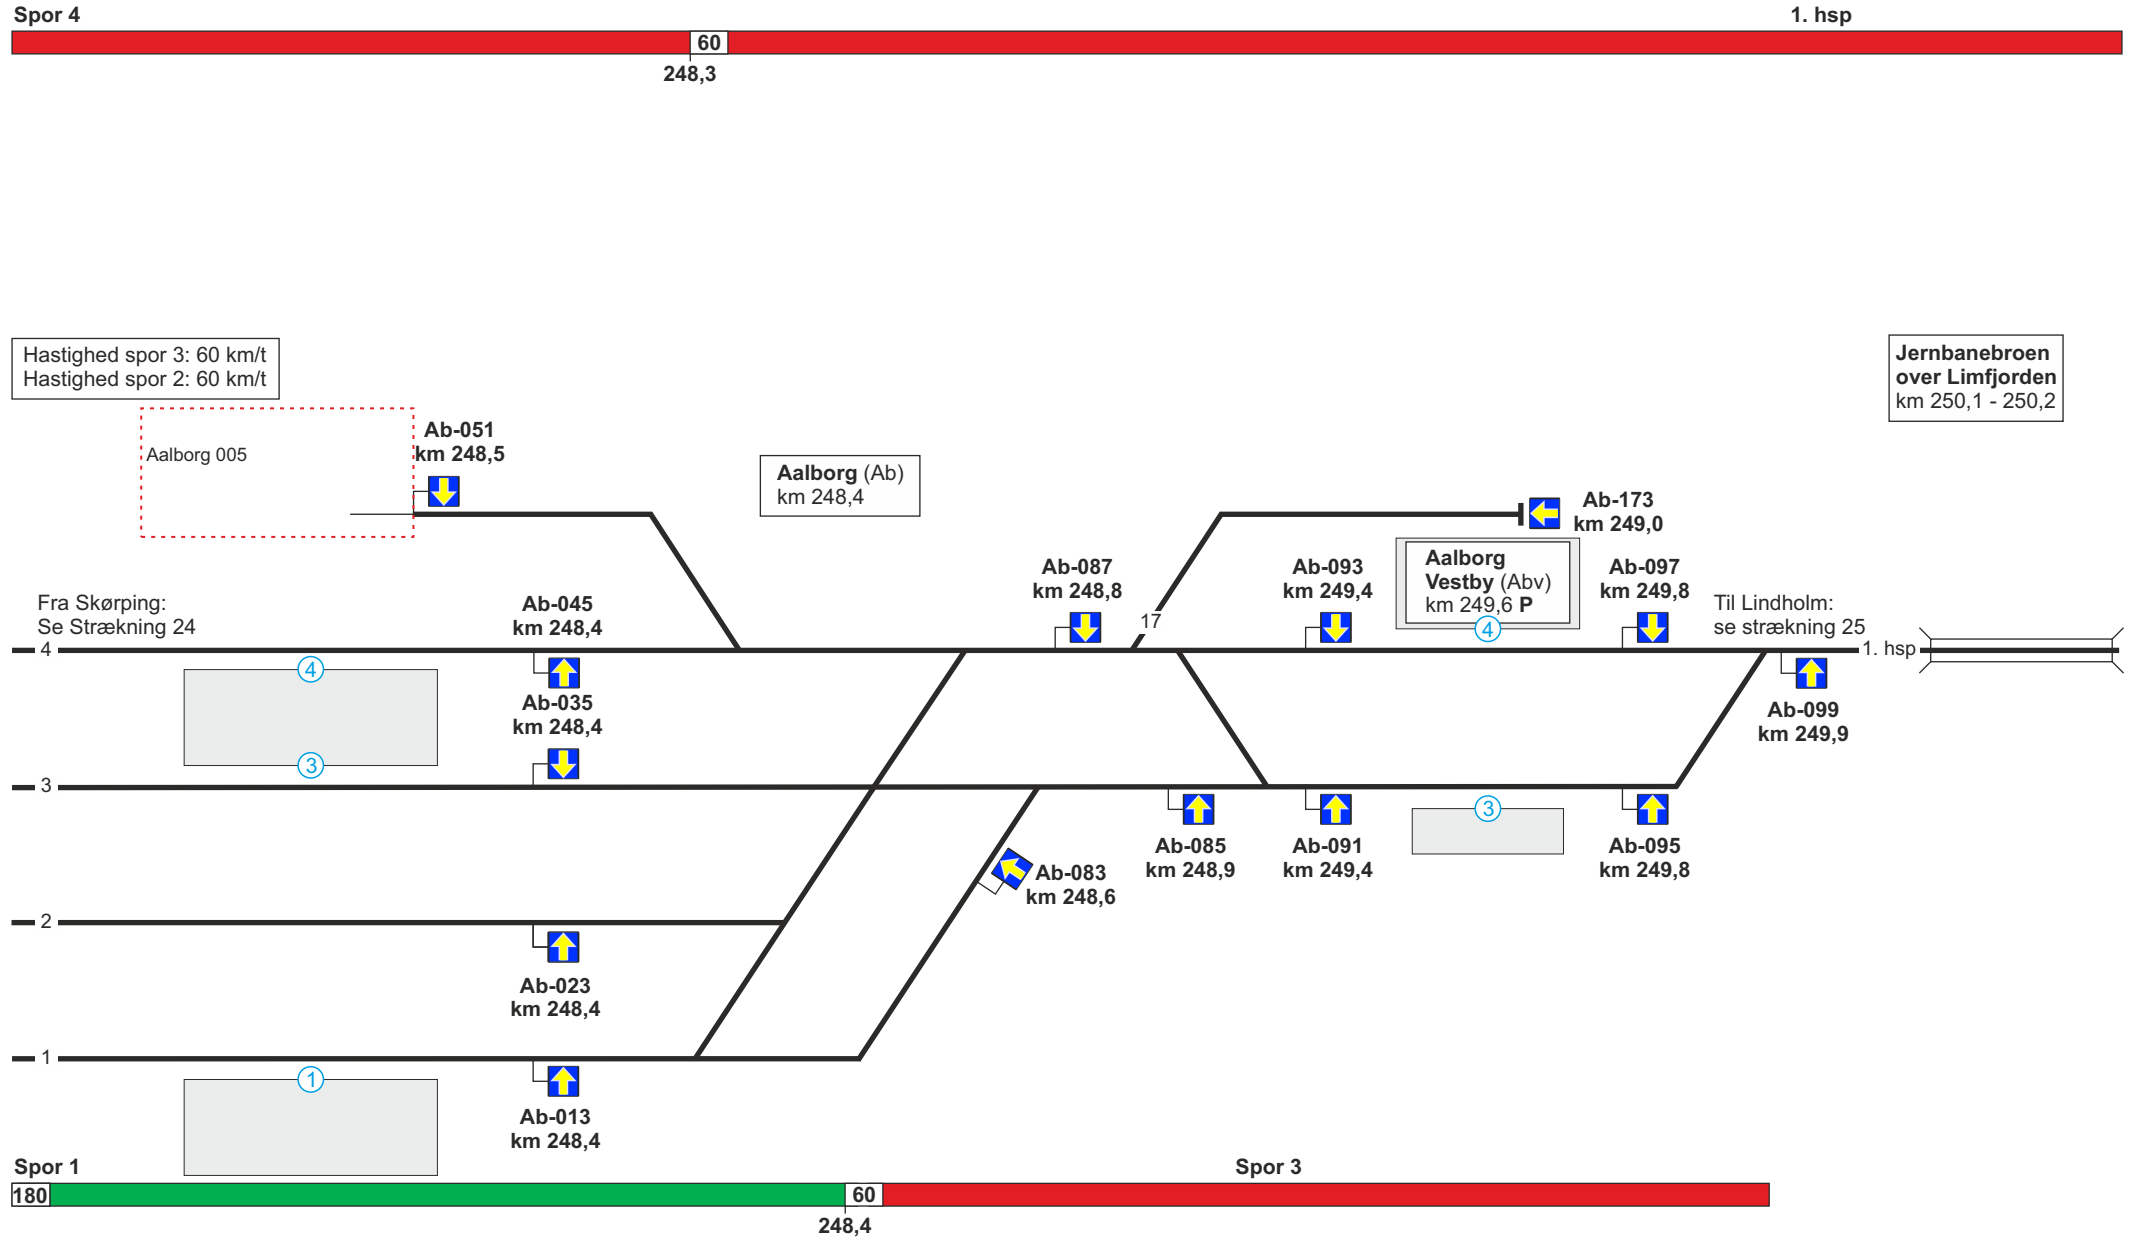 Spor 4
1. hsp
60
248,3
Hastighed spor 3: 60 km/t
Hastighed spor 2: 60 km/t
Jernbanebroen
over Limfjorden
km 250,1 - 250,2
Aalborg 005
Ab-051
km 248,5
Aalborg (Ab)
km 248,4
Ab-173
km 249,0
Ab-087
km 248,8
Ab-093
km 249,4
Aalborg
Vestby (Abv)
km 249,6 P
4
Ab-097
km 249,8
Fra Skørping:
Se Strækning 24
Ab-045
km 248,4
17
Til Lindholm:
se strækning 25
4
1. hsp
4
Ab-035
km 248,4
Ab-099
km 249,9
3
3
3
Ab-085
km 248,9
Ab-091
km 249,4
Ab-095
km 249,8
Ab-083
km 248,6
2
Ab-023
km 248,4
1
1
Ab-013
km 248,4
Spor 1
Spor 3
180
60
248,4